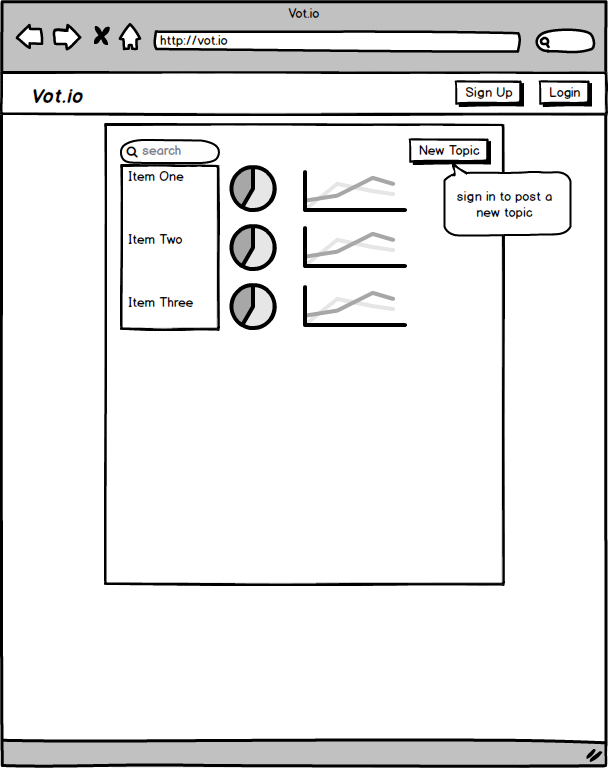 Vot.io
http://vot.io
Vot.io
Sign Up
Login
search
New Topic
Item One
sign in to post a
new topic
Item Two
Item Three